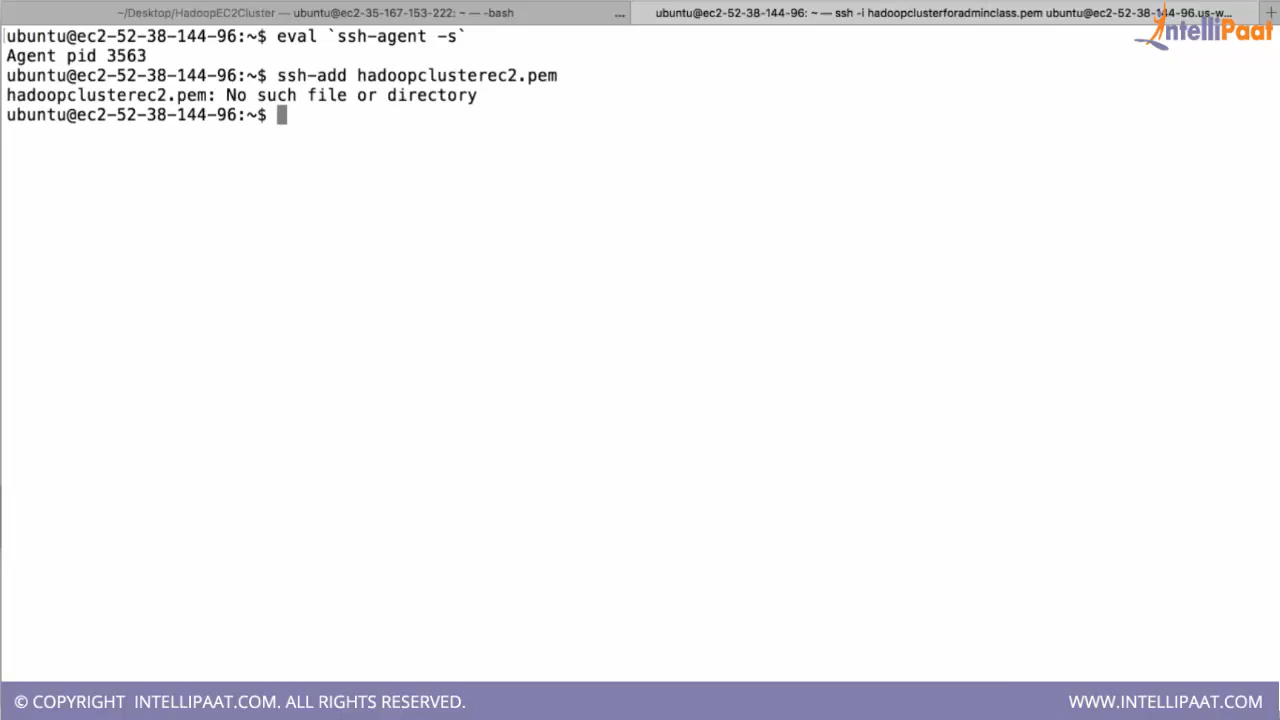 ~/Desktop/HadoopEC2Cluster — ubuntu@ec2-35-167-153-222: ~ — -bash ...
ubuntu@ec2-52-38-144-96: ~ — ssh -i hadoopclusterforadminclass.pem ubuntu@ec2-52-38-144-96.us-w... +
IntelliPaat
ubuntu@ec2-52-38-144-96:~$ eval `ssh-agent -s`
Agent pid 3563
ubuntu@ec2-52-38-144-96:~$ ssh-add hadoopclusterec2.pem
hadoopclusterec2.pem: No such file or directory
ubuntu@ec2-52-38-144-96:~$
© COPYRIGHT INTELLIPAAT.COM. ALL RIGHTS RESERVED.
WWW.INTELLIPAAT.COM